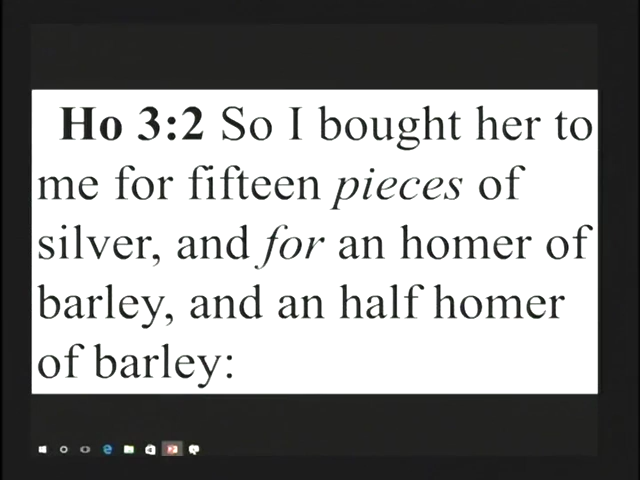 Ho 3:2 So I bought her to
me for fifteen pieces of
silver, and for an homer of
barley, and an half homer
of barley: